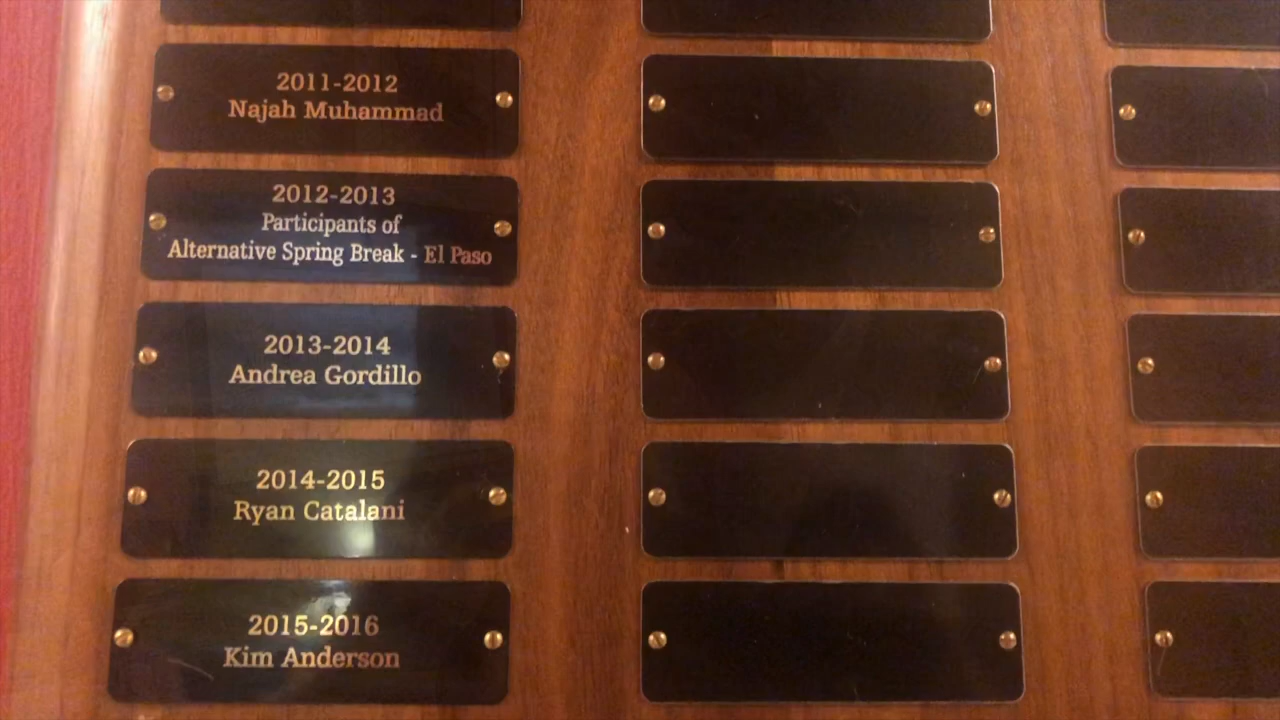 2011-2012
Najah Muhammad
2012-2013
Participants of
Alternative Spring Break - El Paso
2013-2014
Andrea Gordillo
2014-2015
Ryan Catalani
2015-2016
Kim Anderson